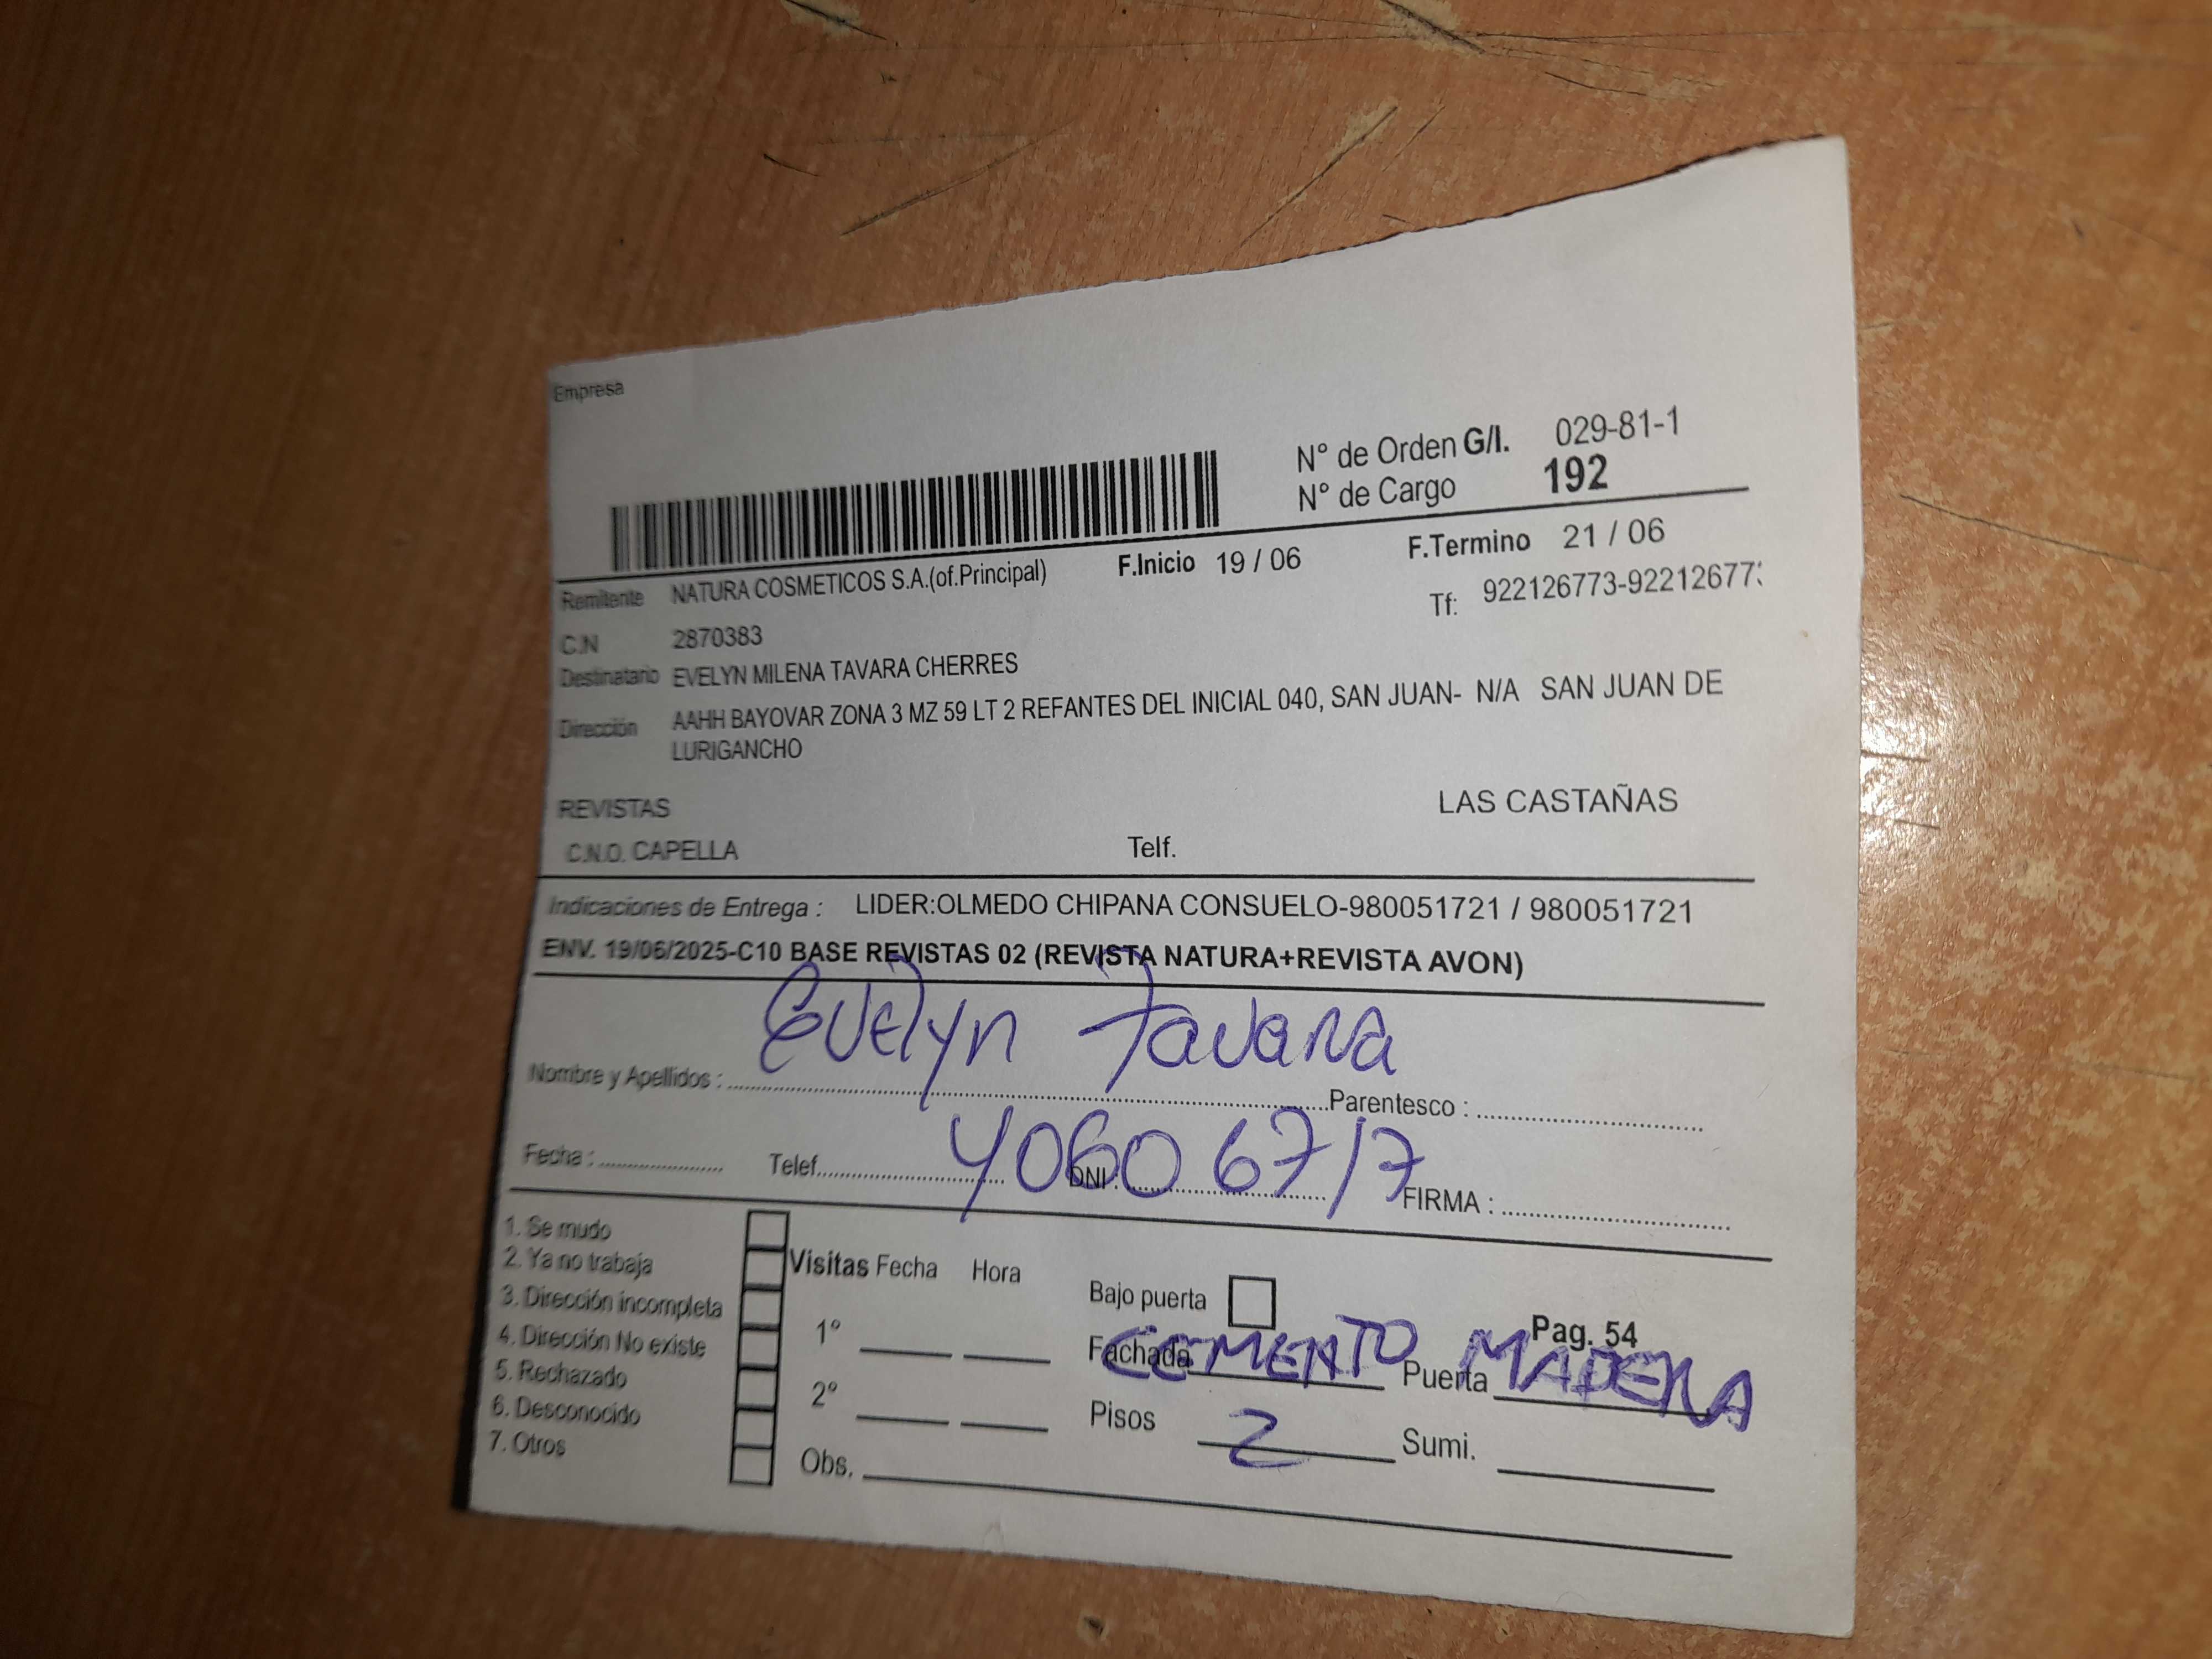 Empresa
N° de Orden G/I. 029-81-1
N° de Cargo 192
F.Inicio 19 / 06 F.Termino 21 / 06
Remitente NATURA COSMETICOS S.A.(of.Principal) Tf: 922126773-922126773
C.N 2870383
Destinatario EVELYN MILENA TAVARA CHERRES
Dirección AAHH BAYOVAR ZONA 3 MZ 59 LT 2 REFANTES DEL INICIAL 040, SAN JUAN- N/A SAN JUAN DE
LURIGANCHO
REVISTAS LAS CASTAÑAS
C.N.O. CAPELLA Telf.
Indicaciones de Entrega : LIDER:OLMEDO CHIPANA CONSUELO-980051721 / 980051721
ENV. 19/06/2025-C10 BASE REVISTAS 02 (REVISTA NATURA+REVISTA AVON)
Nombre y Apellidos : Evelyn Tavara Parentesco :
Fecha : Telef. DNI : 40606717 FIRMA :
1. Se mudo
2. Ya no trabaja
3. Dirección incompleta
4. Dirección No existe
5. Rechazado
6. Desconocido
7. Otros
Visitas Fecha Hora
1°
2°
Obs.
Bajo puerta
Pag. 54
Fachada CEMENTO Puerta MADERA
Pisos 2 Sumi.